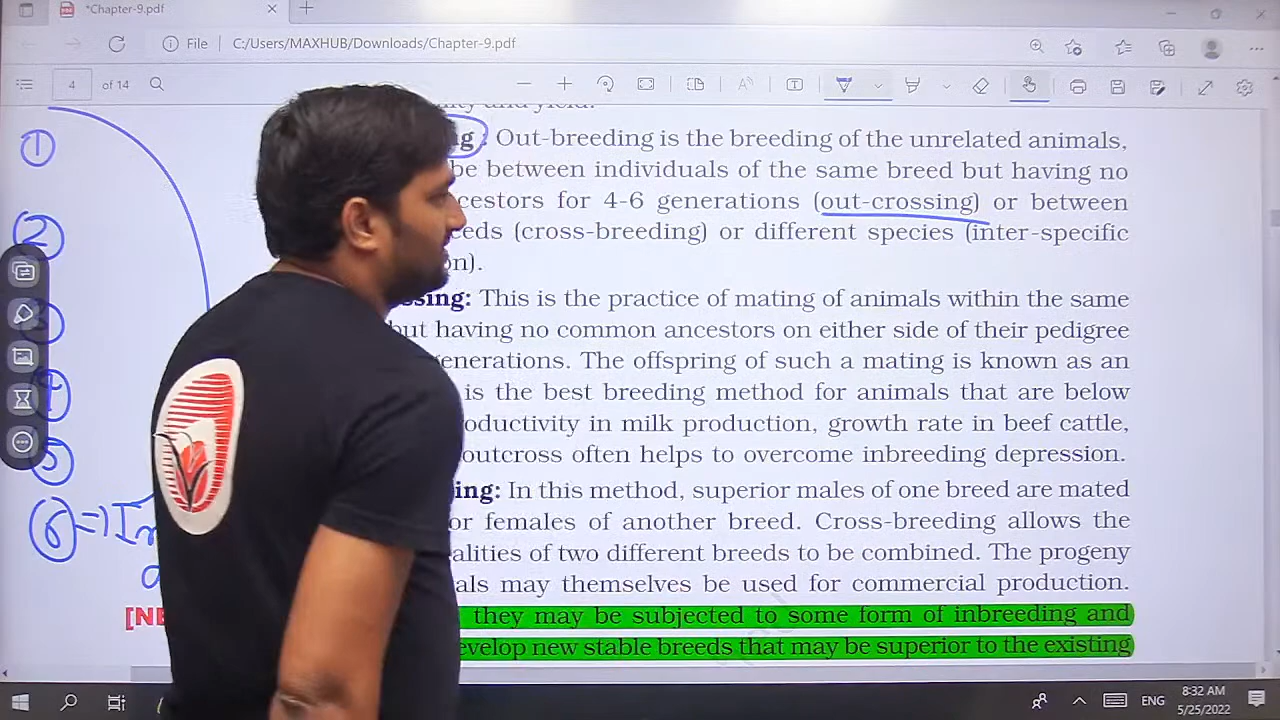 *Chapter-9.pdf
File C:/Users/MAXHUB/Downloads/Chapter-9.pdf
4 of 14
and yield.
1
: Out-breeding is the breeding of the unrelated animals,
be between individuals of the same breed but having no
for 4-6 generations (out-crossing) or between
2
(cross-breeding) or different species (inter-specific
This is the practice of mating of animals within the same
but having no common ancestors on either side of their pedigree
generations. The offspring of such a mating is known as an
4
is the best breeding method for animals that are below
productivity in milk production, growth rate in beef cattle,
5
outcross often helps to overcome inbreeding depression.
In this method, superior males of one breed are mated
6
or females of another breed. Cross-breeding allows the
qualities of two different breeds to be combined. The progeny
may themselves be used for commercial production.
they may be subjected to some form of inbreeding and
develop new stable breeds that may be superior to the existing
ENG
8:32 AM
5/25/2022